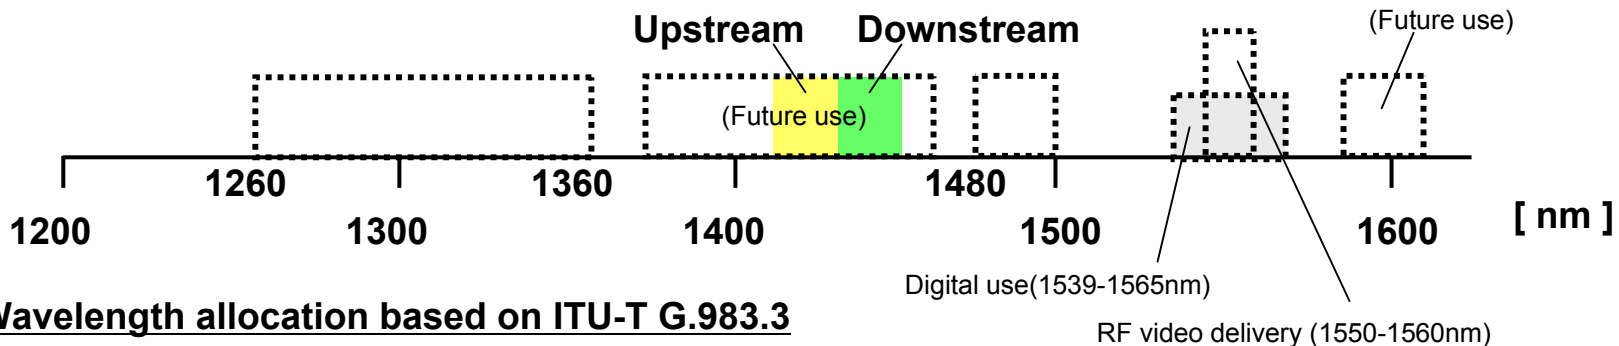 Upstream
Downstream
(Future use)
(Future use)
1260
1360
1480
1200
1300
1400
1500
1600
[ nm ]
Digital use(1539-1565nm)
RF video delivery (1550-1560nm)
Wavelength allocation based on ITU-T G.983.3